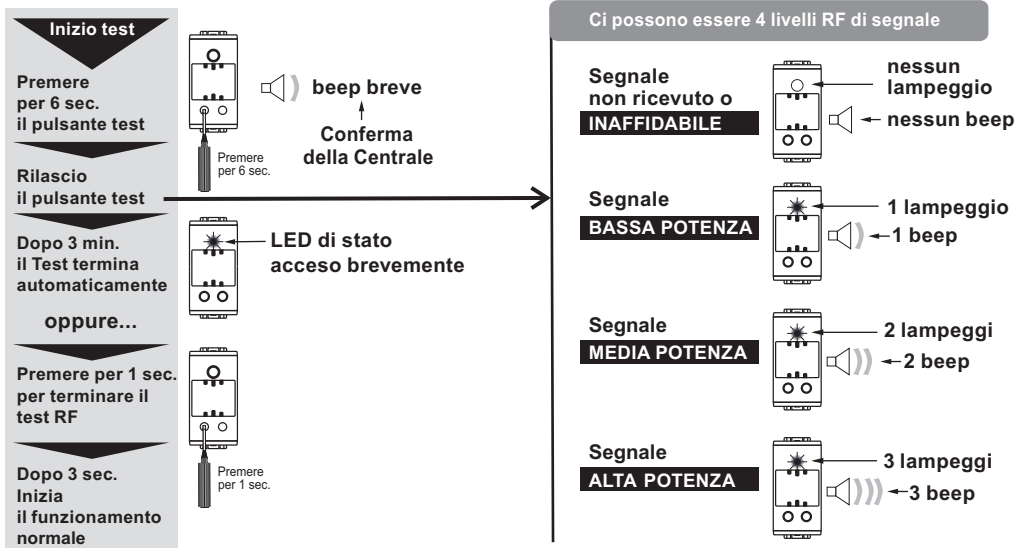 Inizio test
Premere
per 6 sec.
il pulsante test
Rilascio
il pulsante test
Dopo 3 min.
il Test termina
automaticamente
oppure...
Premere per 1 sec.
per terminare il
test RF
Dopo 3 sec.
Inizia
il funzionamento
normale
beep breve
Conferma
della Centrale
Premere
per 6 sec.
LED di stato
acceso brevemente
Premere
per 1 sec.
Ci possono essere 4 livelli RF di segnale
Segnale
non ricevuto o
INAFFIDABILE
nessun
lampeggio
nessun beep
Segnale
BASSA POTENZA
1 lampeggio
1 beep
Segnale
MEDIA POTENZA
2 lampeggi
2 beep
Segnale
ALTA POTENZA
3 lampeggi
3 beep